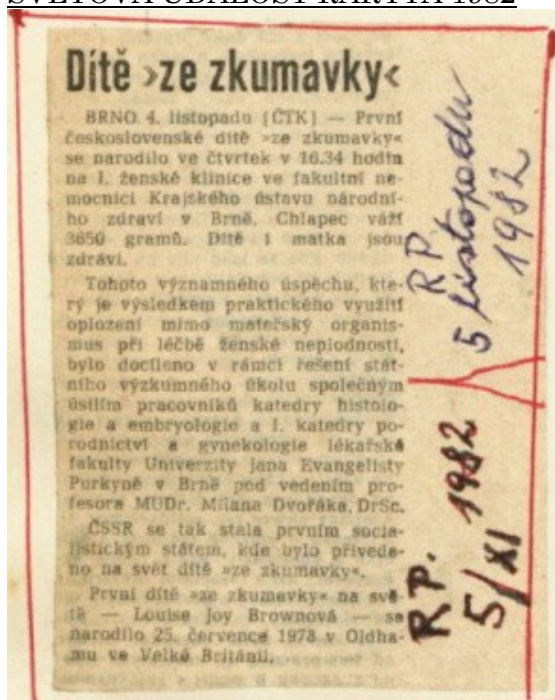 SVĚTOVÁ UDÁLOST RARITA 1982
Dítě »ze zkumavky«
BRNO 4. listopadu (ČTK) — První
československé dítě »ze zkumavky«
se narodilo ve čtvrtek v 16.34 hodin
na I. ženské klinice ve fakultní ne-
mocnici Krajského ústavu národní-
ho zdraví v Brně. Chlapec váží
3650 gramů. Dítě i matka jsou
zdrávi.
Tohoto významného úspěchu, kte-
rý je výsledkem praktického využití
oplození mimo mateřský organis-
mus při léčbě ženské neplodnosti,
bylo docíleno v rámci řešení stát-
ního výzkumného úkolu společným
úsilím pracovníků katedry histolo-
gie a embryologie a I. katedry po-
rodnictví a gynekologie lékařské
fakulty Univerzity Jana Evangelisty
Purkyně v Brně pod vedením pro-
fesora MUDr. Milana Dvořáka, DrSc.
ČSSR se tak stala prvním socia-
listickým státem, kde bylo přivede-
no na svět dítě »ze zkumavky«.
První dítě »ze zkumavky« na svě-
tě — Louise Joy Brownová — se
narodilo 25. července 1978 v Oldha-
mu ve Velké Británii.
RP
5 listopadu
1982
RP. 1982
5/XI